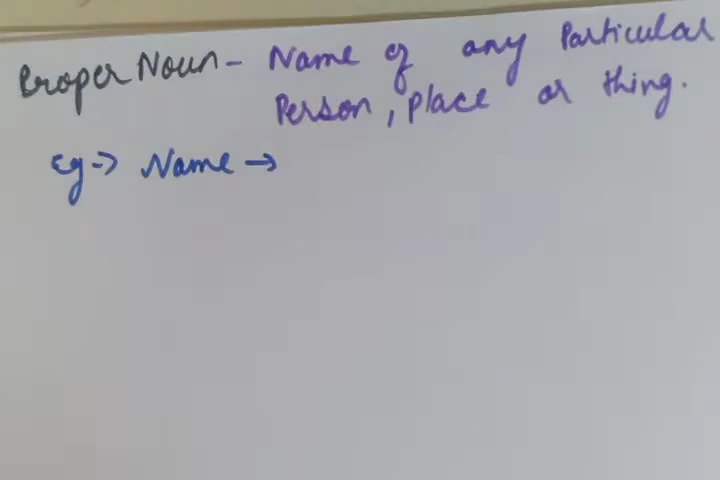 Proper Noun - Name of any Particular
Person, Place or thing.
Eg -> Name ->